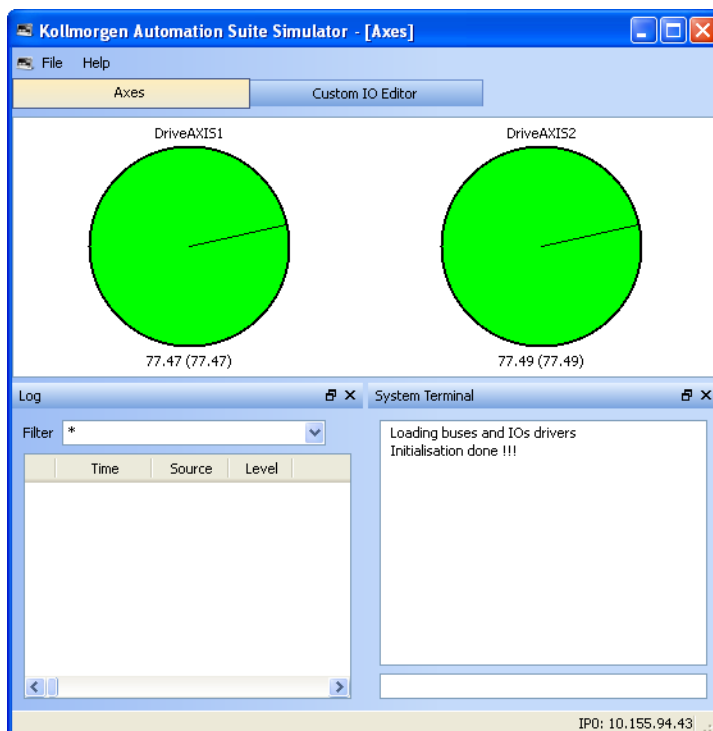 Kollmorgen Automation Suite Simulator - [Axes]
File Help
Axes Custom IO Editor
DriveAXIS1 DriveAXIS2
77.47 (77.47) 77.49 (77.49)
Log System Terminal
Filter *
Time Source Level
Loading buses and IOs drivers
Initialisation done !!!
IP0: 10.155.94.43